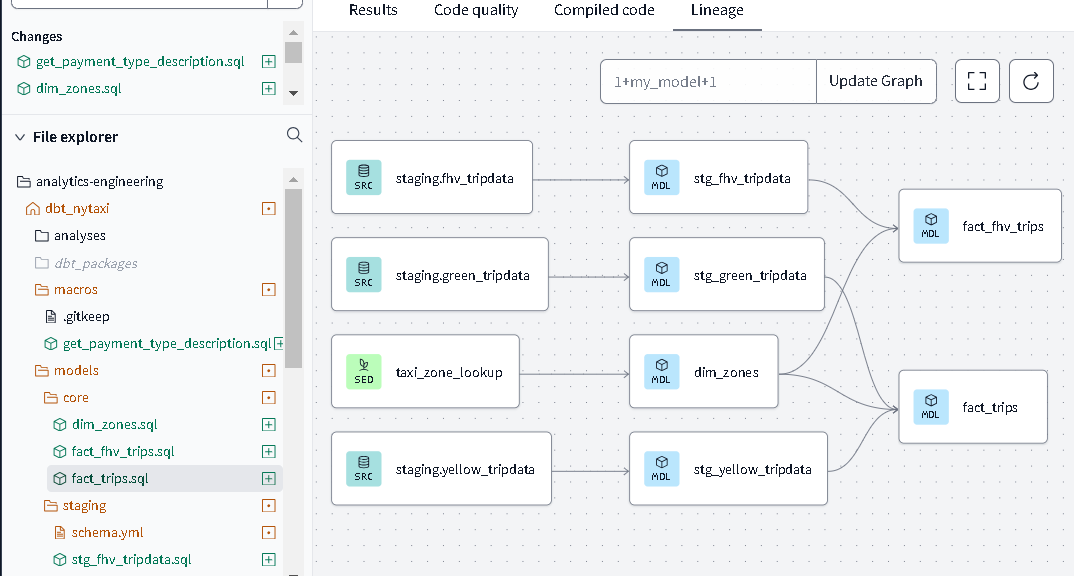 Results Code quality Compiled code Lineage
Changes
get_payment_type_description.sql
dim_zones.sql
File explorer
analytics-engineering
dbt_nytaxi
analyses
dbt_packages
macros
.gitkeep
get_payment_type_description.sql
models
core
dim_zones.sql
fact_fhv_trips.sql
fact_trips.sql
staging
schema.yml
stg_fhv_tripdata.sql
1+my_model+1 Update Graph
SRC staging.fhv_tripdata
MDL stg_fhv_tripdata
MDL fact_fhv_trips
SRC staging.green_tripdata
MDL stg_green_tripdata
SED taxi_zone_lookup
MDL dim_zones
MDL fact_trips
SRC staging.yellow_tripdata
MDL stg_yellow_tripdata